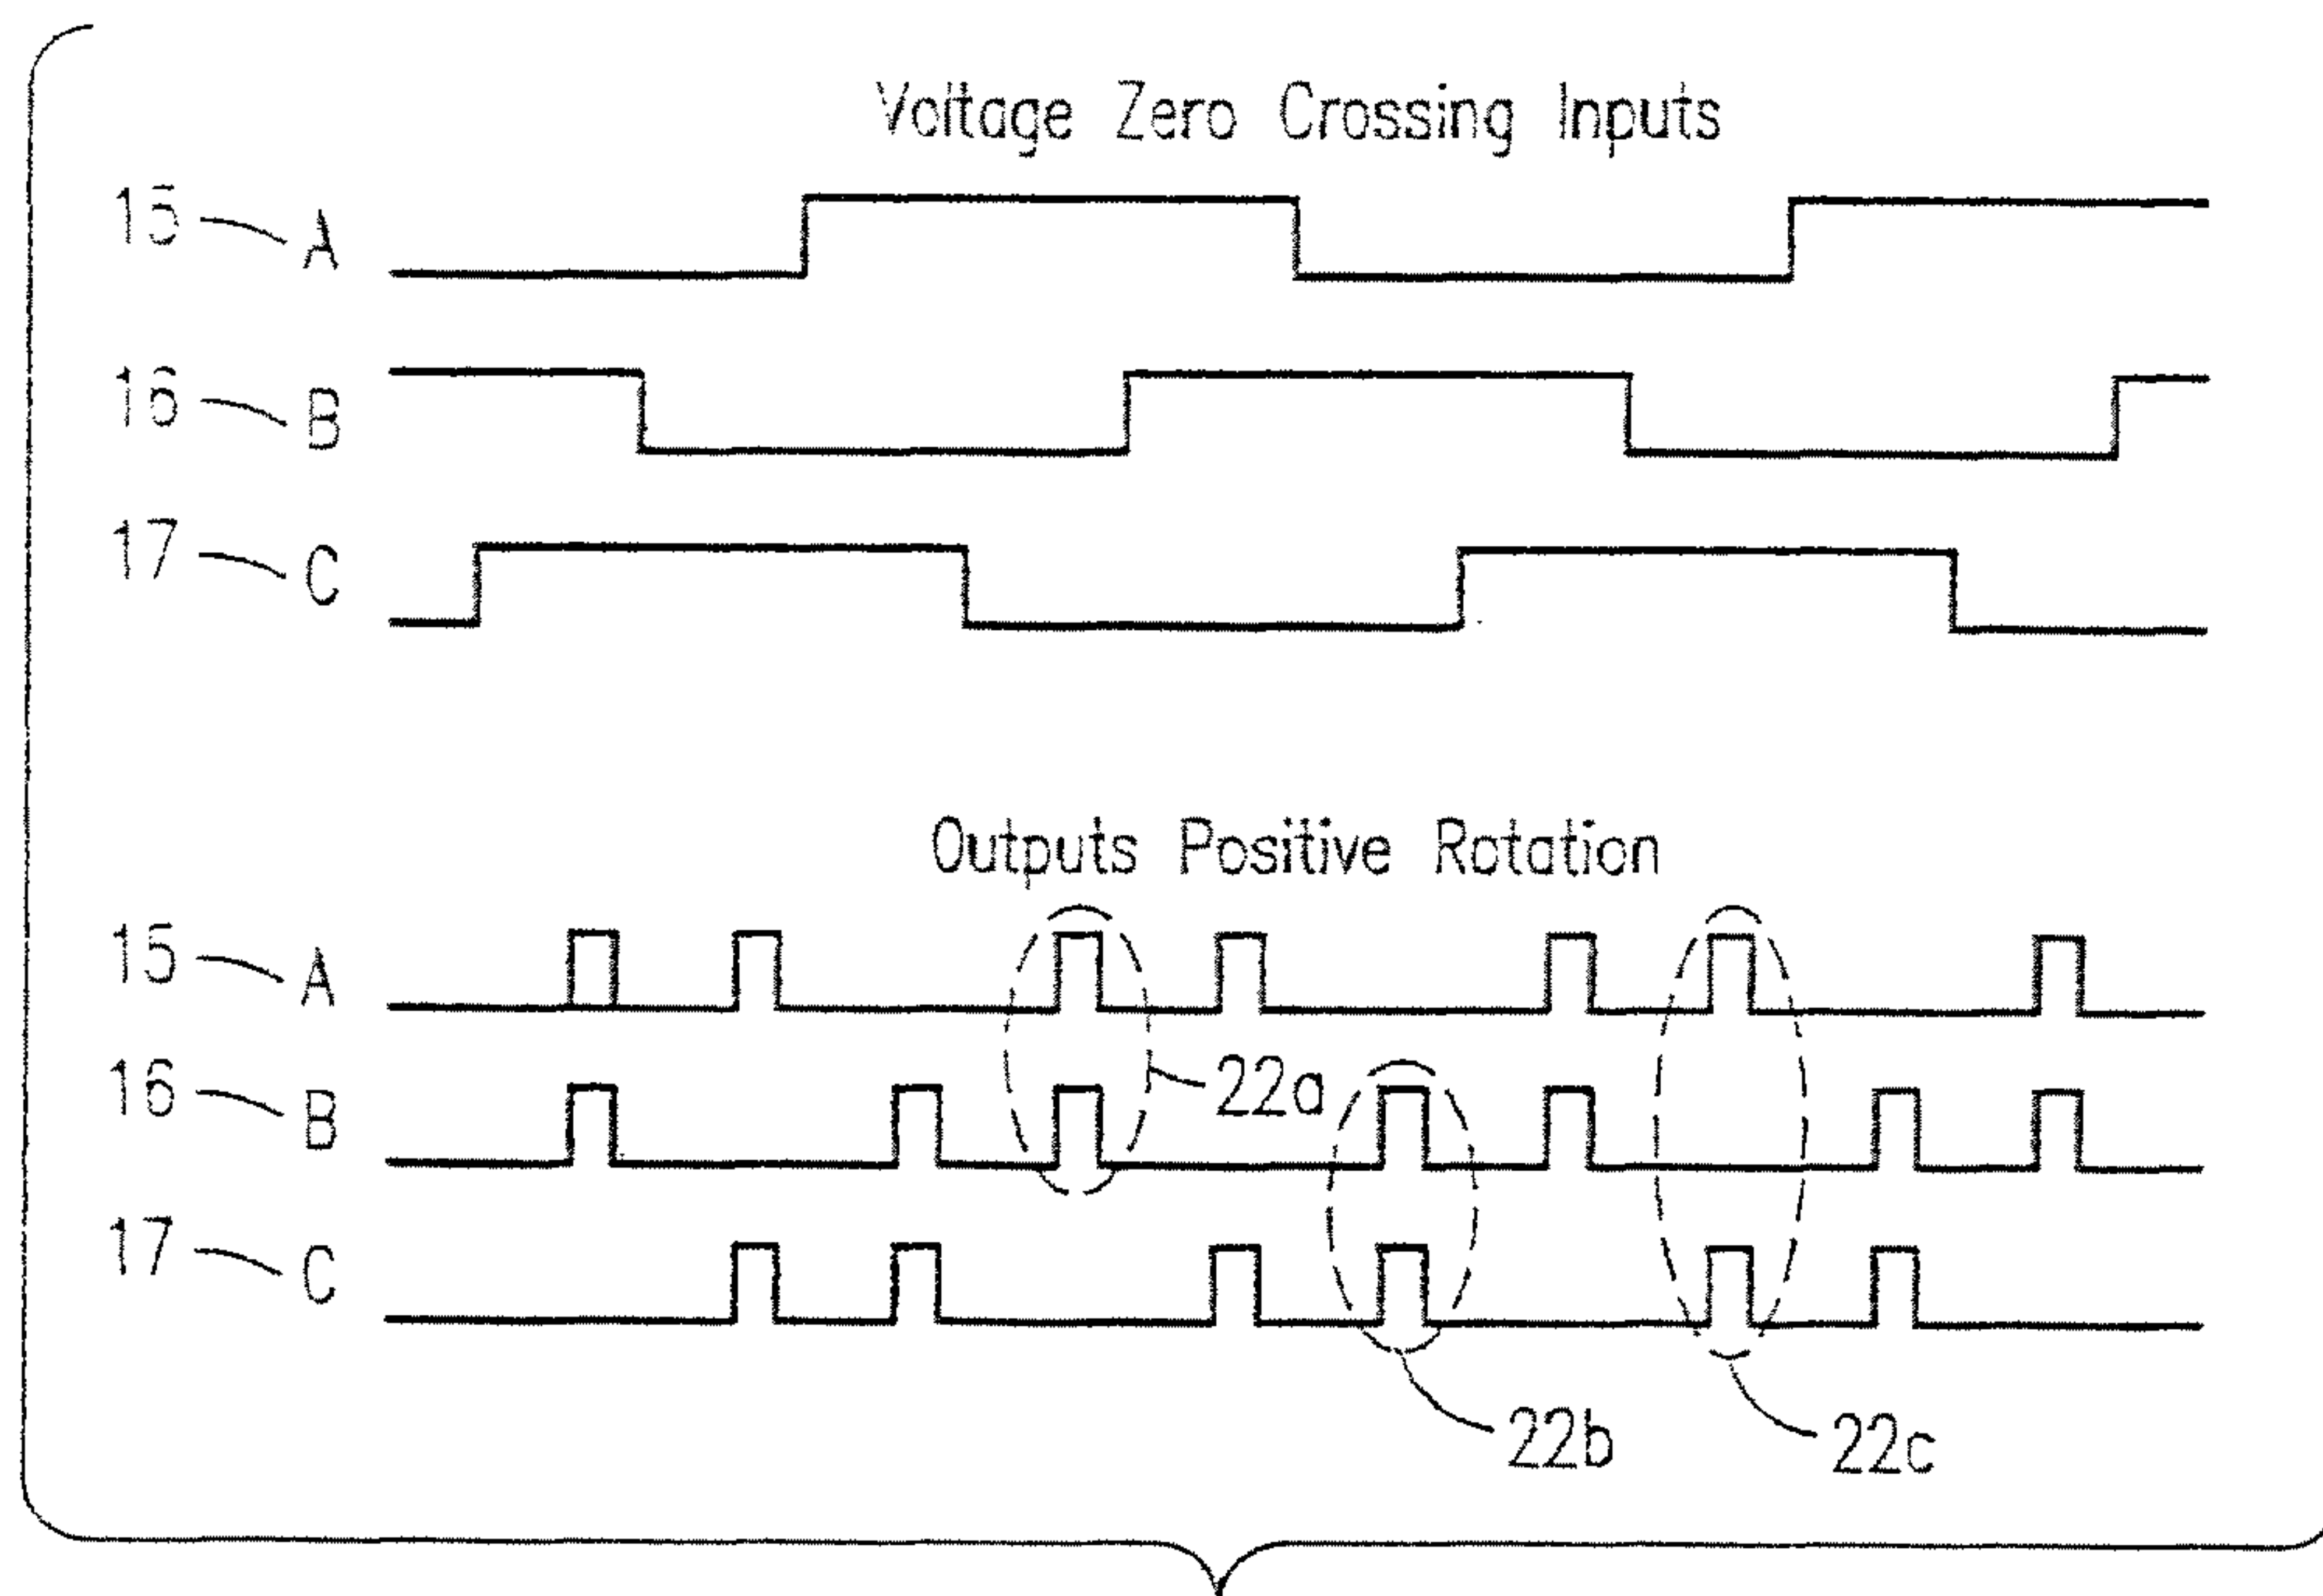 Voltage Zero Crossing Inputs
15 A
16 B
17 C
Outputs Positive Rotation
15 A
16 B
22a
17 C
22b
22c